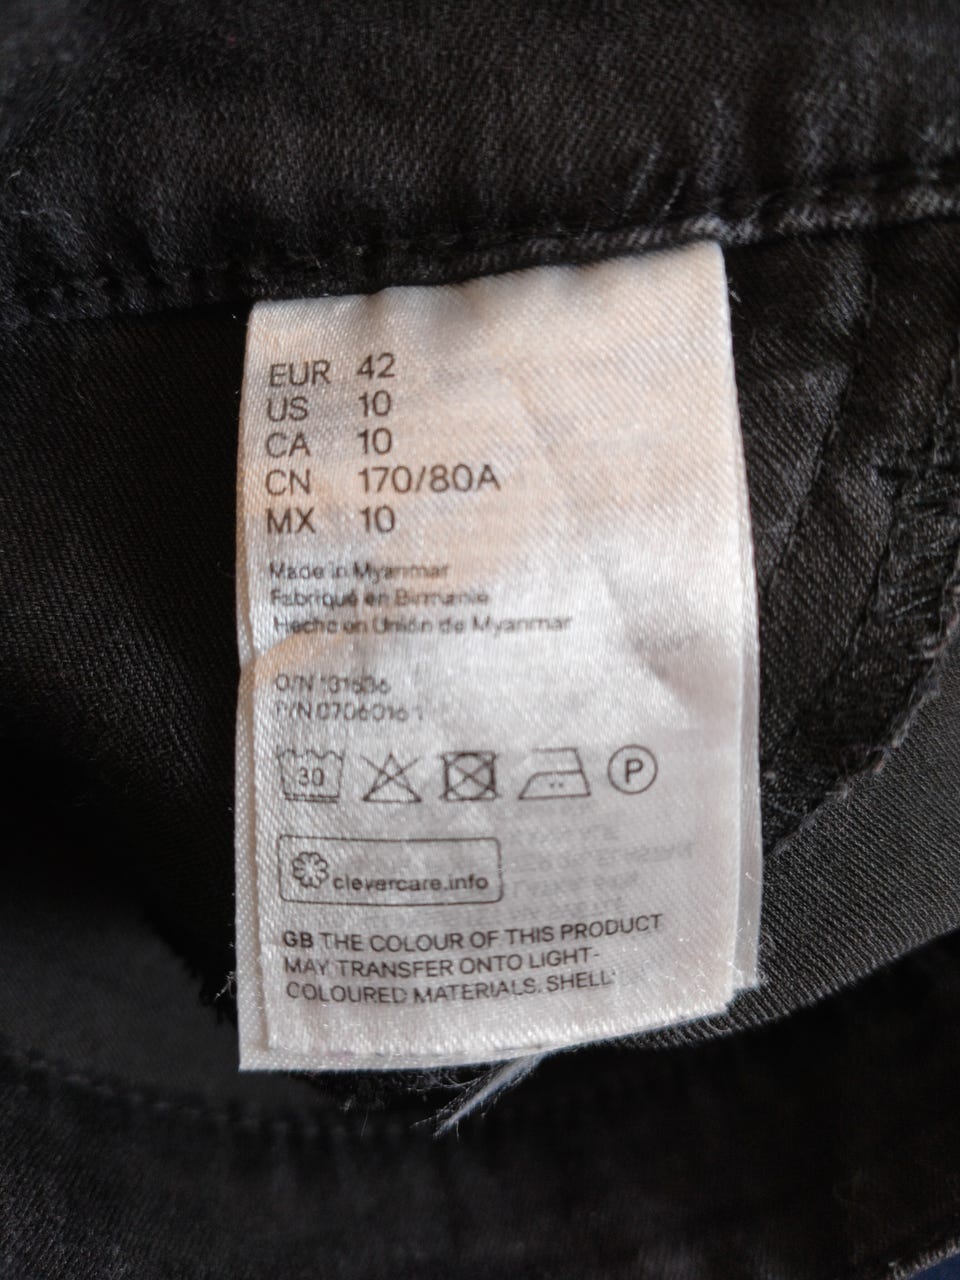 EUR 42
US 10
CA 10
CN 170/80A
MX 10
Made in Myanmar
Fabriqué en Birmanie
Hecho en Unión de Myanmar
O/N
P/N
30
P
clevercare.info
GB THE COLOUR OF THIS PRODUCT
MAY TRANSFER ONTO LIGHT-
COLOURED MATERIALS. SHELL: